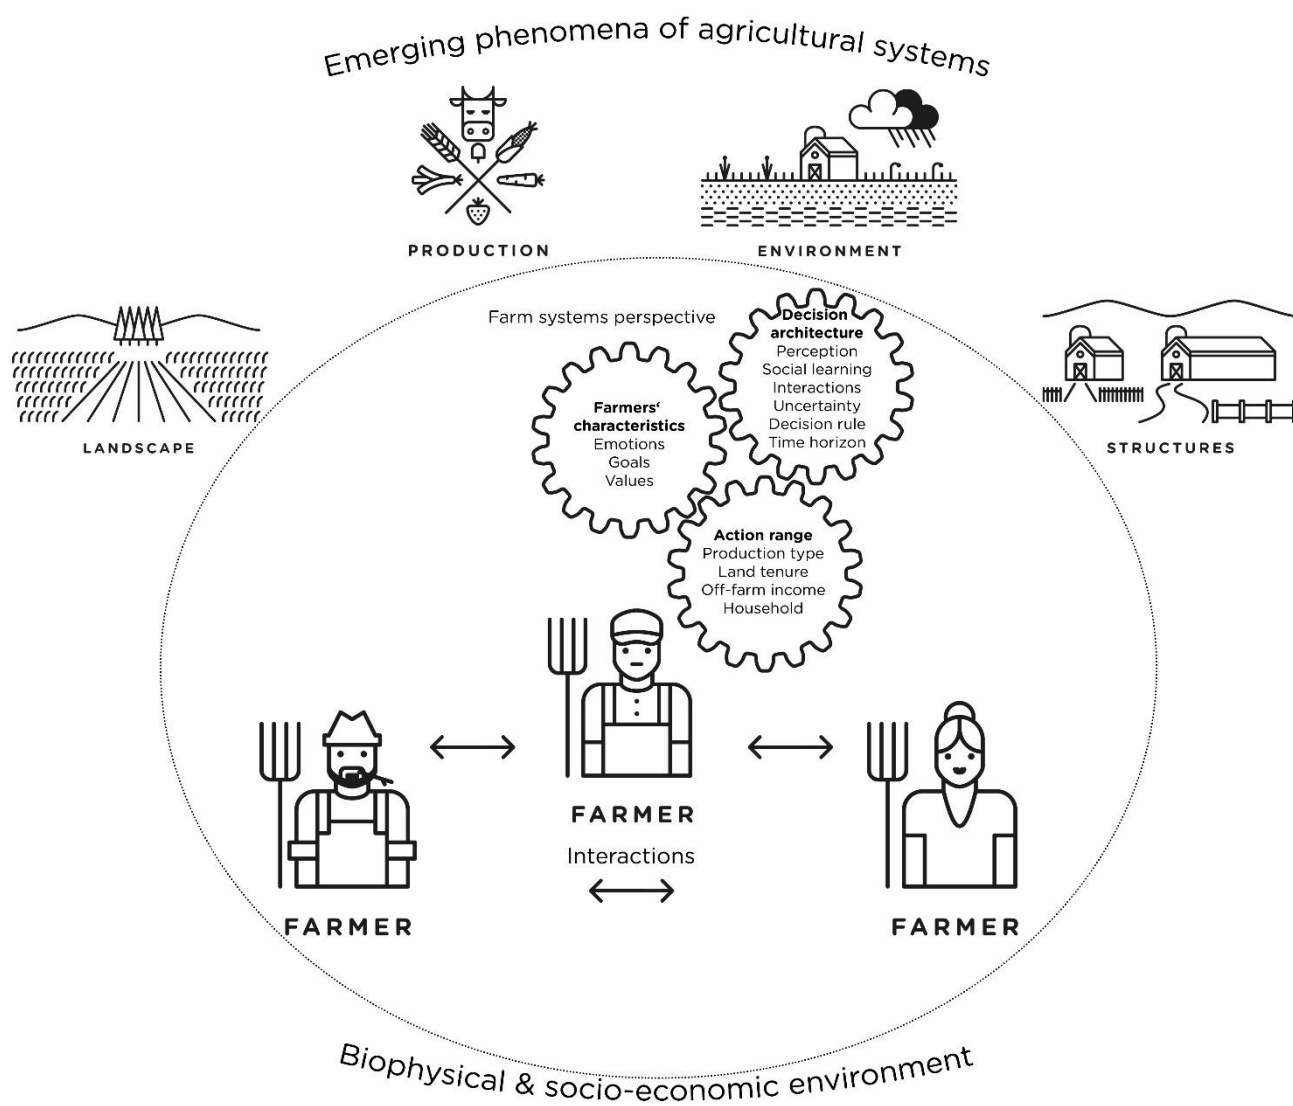 Emerging phenomena of agricultural systems
PRODUCTION
ENVIRONMENT
LANDSCAPE
STRUCTURES
Farm systems perspective
Decision
architecture
Perception
Social learning
Interactions
Uncertainty
Decision rule
Time horizon
Farmers‘
characteristics
Emotions
Goals
Values
Action range
Production type
Land tenure
Off-farm income
Household
FARMER
Interactions
FARMER
FARMER
Biophysical & socio-economic environment